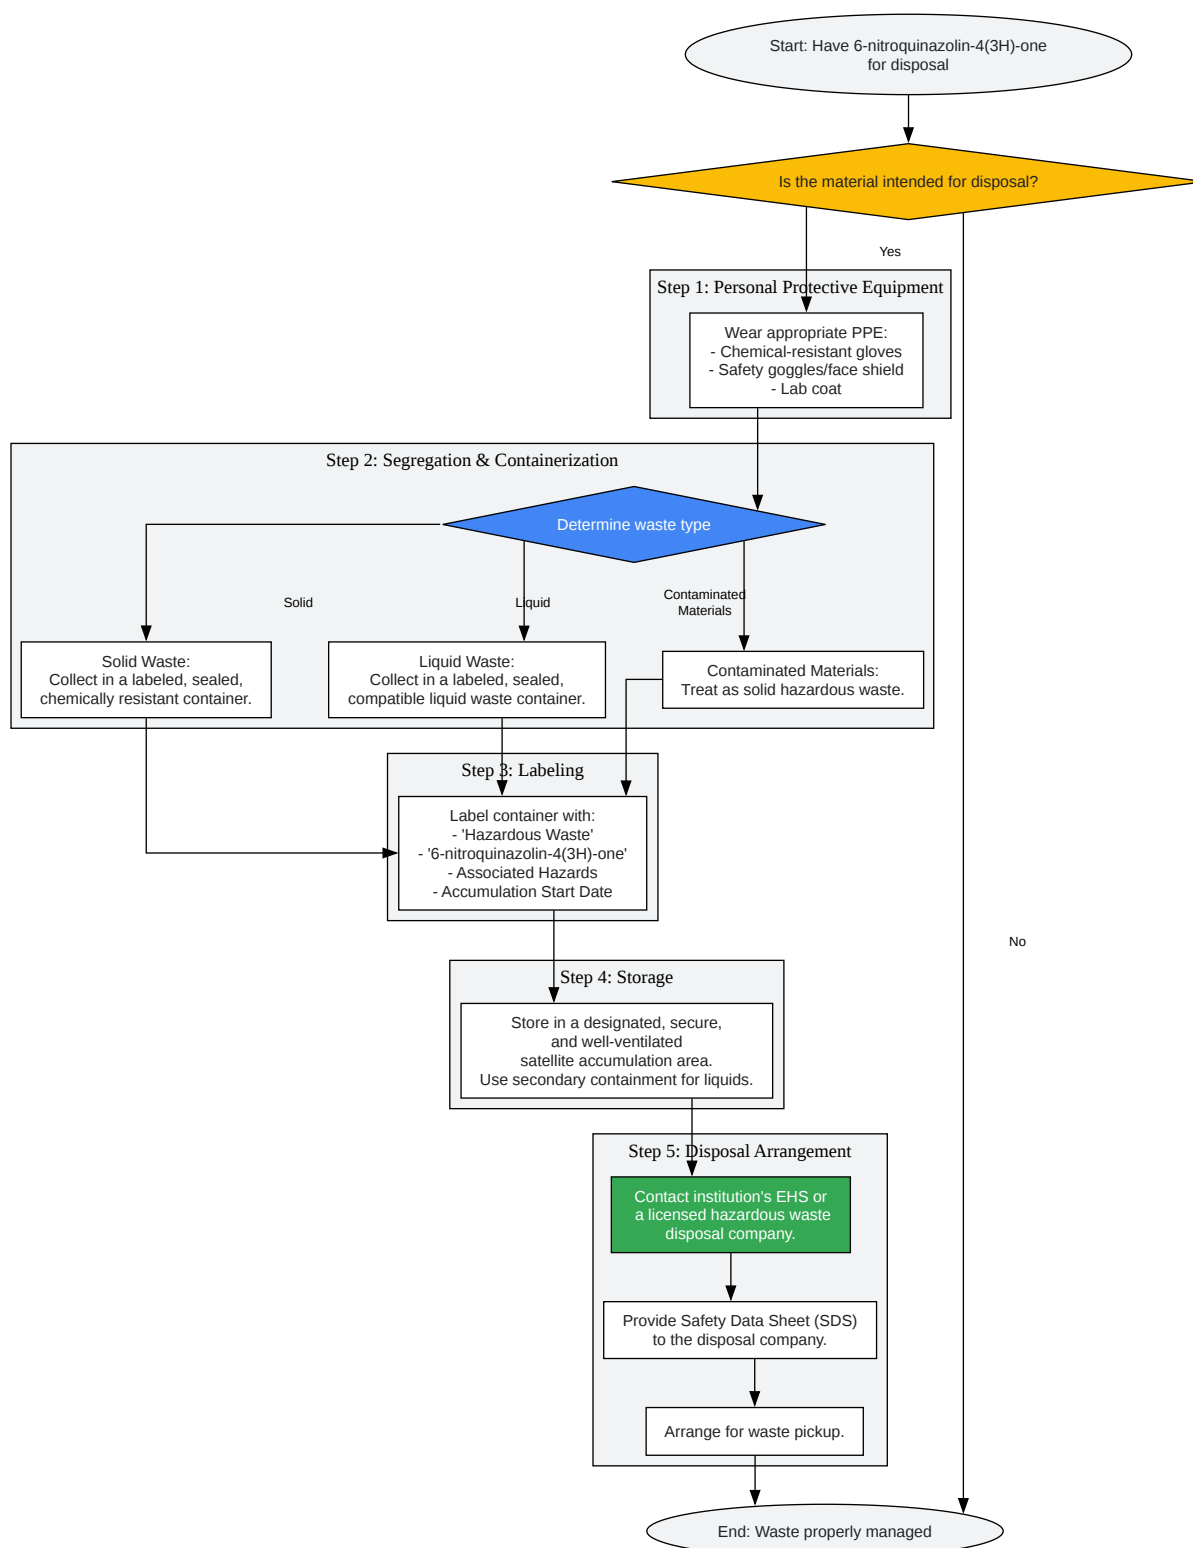 Start: Have 6-nitroquinazolin-4(3H)-one
for disposal
Is the material intended for disposal?
Yes
Step 1: Personal Protective Equipment
Wear appropriate PPE:
- Chemical-resistant gloves
- Safety goggles/face shield
- Lab coat
Step 2: Segregation & Containerization
Determine waste type
Solid
Liquid
Contaminated
Materials
Solid Waste:
Collect in a labeled, sealed,
chemically resistant container.
Liquid Waste:
Collect in a labeled, sealed,
compatible liquid waste container.
Contaminated Materials:
Treat as solid hazardous waste.
Step 3: Labeling
Label container with:
- 'Hazardous Waste'
- '6-nitroquinazolin-4(3H)-one'
- Associated Hazards
- Accumulation Start Date
No
Step 4: Storage
Store in a designated, secure,
and well-ventilated
satellite accumulation area.
Use secondary containment for liquids.
Step 5: Disposal Arrangement
Contact institution's EHS or
a licensed hazardous waste
disposal company.
Provide Safety Data Sheet (SDS)
to the disposal company.
Arrange for waste pickup.
End: Waste properly managed